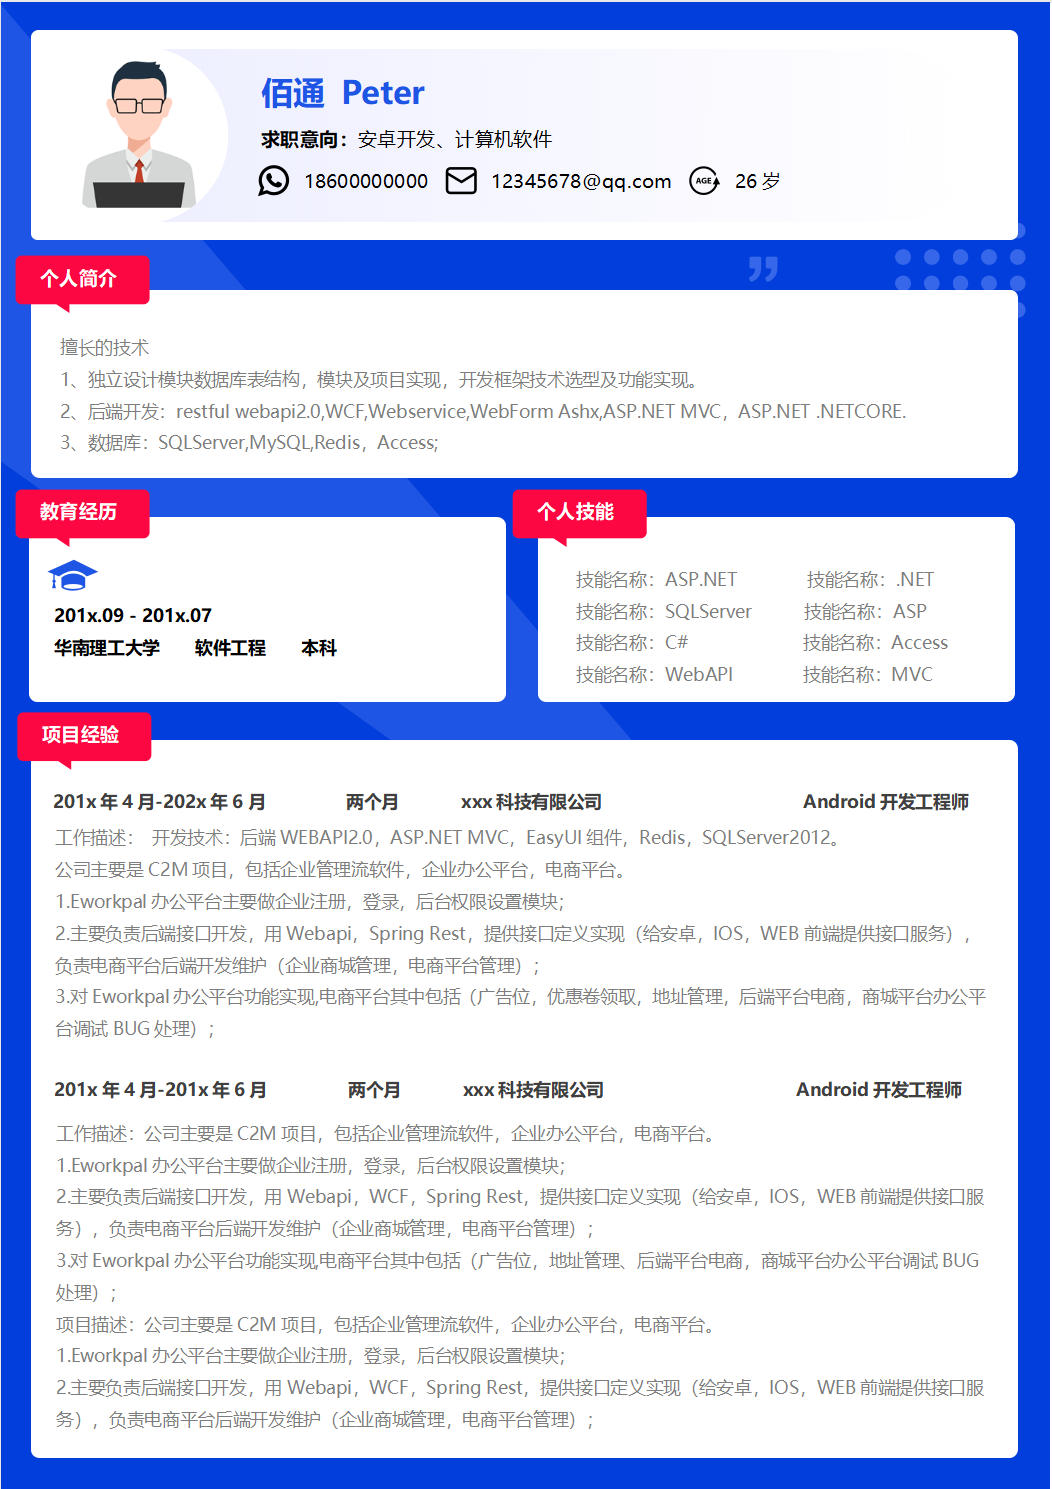 佰通 Peter
求职意向：安卓开发、计算机软件
18600000000 12345678@qq.com AGE 26 岁
个人简介
擅长的技术
1、独立设计模块数据库表结构，模块及项目实现，开发框架技术选型及功能实现。
2、后端开发：restful webapi2.0,WCF,Webservice,WebForm Ashx,ASP.NET MVC，ASP.NET .NETCORE.
3、数据库：SQLServer,MySQL,Redis，Access;
教育经历
201x.09 - 201x.07
华南理工大学 软件工程 本科
个人技能
技能名称：ASP.NET 技能名称：.NET
技能名称：SQLServer 技能名称：ASP
技能名称：C# 技能名称：Access
技能名称：WebAPI 技能名称：MVC
项目经验
201x 年 4 月-202x 年 6 月 两个月 xxx 科技有限公司 Android 开发工程师
工作描述： 开发技术：后端 WEBAPI2.0，ASP.NET MVC，EasyUI 组件，Redis，SQLServer2012。
公司主要是 C2M 项目，包括企业管理流软件，企业办公平台，电商平台。
1.Eworkpal 办公平台主要做企业注册，登录，后台权限设置模块；
2.主要负责后端接口开发，用 Webapi，Spring Rest，提供接口定义实现（给安卓，IOS，WEB 前端提供接口服务），
负责电商平台后端开发维护（企业商城管理，电商平台管理）；
3.对 Eworkpal 办公平台功能实现,电商平台其中包括（广告位，优惠卷领取，地址管理，后端平台电商，商城平台办公平
台调试 BUG 处理）；
201x 年 4 月-201x 年 6 月 两个月 xxx 科技有限公司 Android 开发工程师
工作描述：公司主要是 C2M 项目，包括企业管理流软件，企业办公平台，电商平台。
1.Eworkpal 办公平台主要做企业注册，登录，后台权限设置模块；
2.主要负责后端接口开发，用 Webapi，WCF，Spring Rest，提供接口定义实现（给安卓，IOS，WEB 前端提供接口服
务），负责电商平台后端开发维护（企业商城管理，电商平台管理）；
3.对 Eworkpal 办公平台功能实现,电商平台其中包括（广告位，地址管理、后端平台电商，商城平台办公平台调试 BUG
处理）；
项目描述：公司主要是 C2M 项目，包括企业管理流软件，企业办公平台，电商平台。
1.Eworkpal 办公平台主要做企业注册，登录，后台权限设置模块；
2.主要负责后端接口开发，用 Webapi，WCF，Spring Rest，提供接口定义实现（给安卓，IOS，WEB 前端提供接口服
务），负责电商平台后端开发维护（企业商城管理，电商平台管理）；